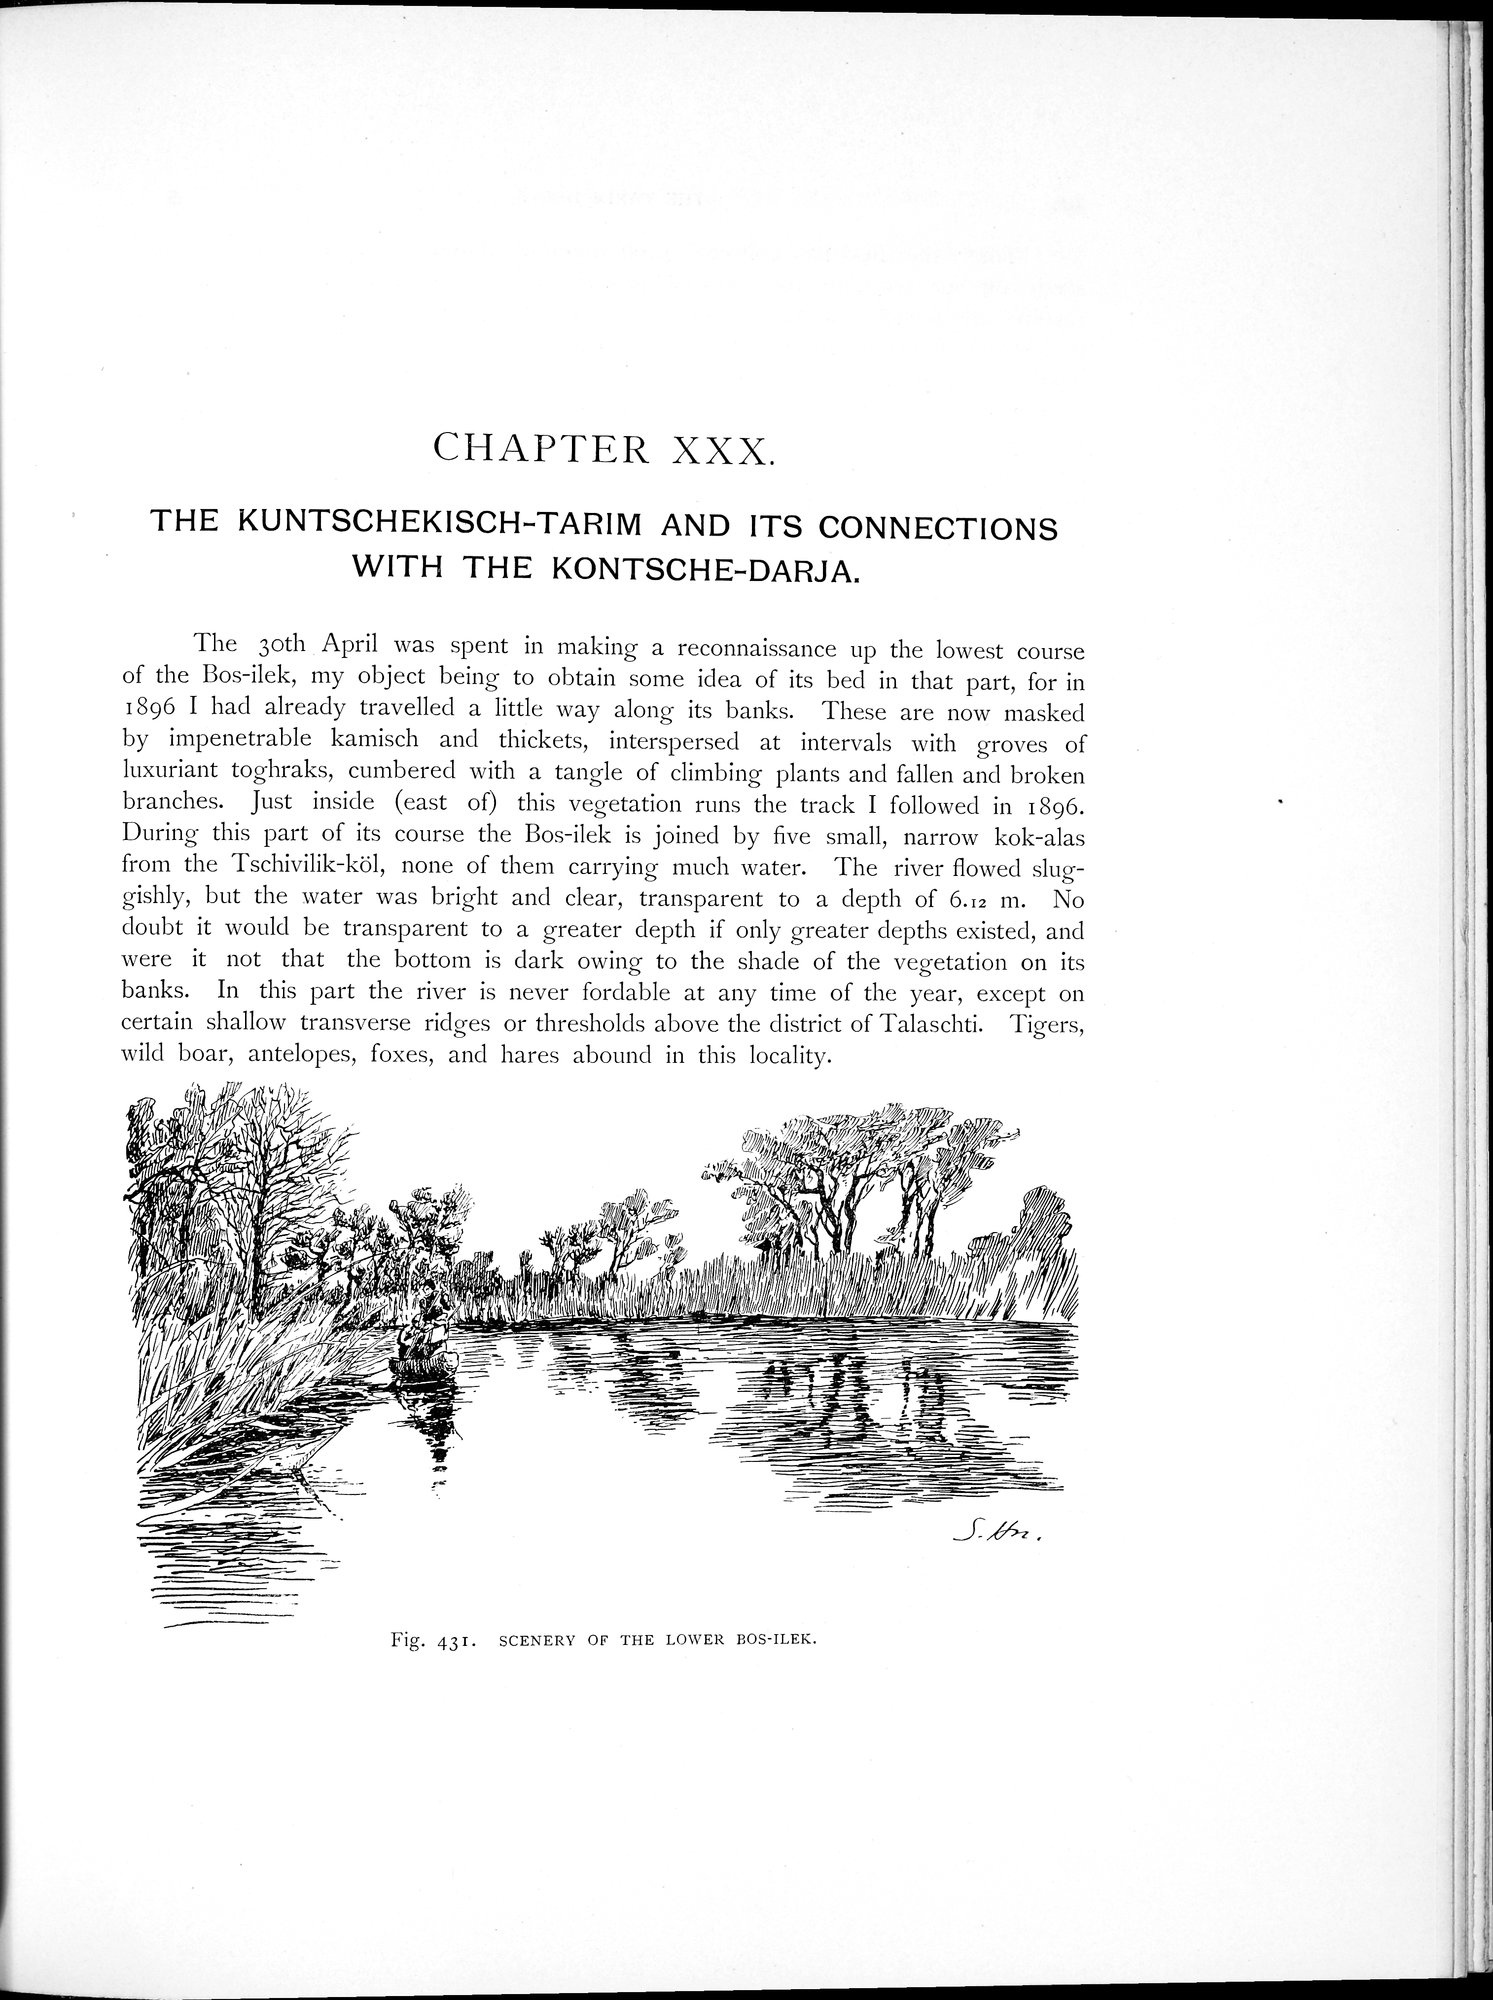 CHAPTER XXX.
THE KUNTSCHEKISCH-TARIM AND ITS CONNECTIONS
WITH THE KONTSCHE-DARJA.
The 30th April was spent in making a reconnaissance up the lowest course
of the Bos-ilek, my object being to obtain some idea of its bed in that part, for in
1896 I had already travelled a little way along its banks. These are now masked
by impenetrable kamisch and thickets, interspersed at intervals with groves of
luxuriant toghraks, cumbered with a tangle of climbing plants and fallen and broken
branches. Just inside (east of) this vegetation runs the track I followed in 1896.
During this part of its course the Bos-ilek is joined by five small, narrow kok-alas
from the Tschivilik-köl, none of them carrying much water. The river flowed slug-
gishly, but the water was bright and clear, transparent to a depth of 6.12 m. No
doubt it would be transparent to a greater depth if only greater depths existed, and
were it not that the bottom is dark owing to the shade of the vegetation on its
banks. In this part the river is never fordable at any time of the year, except on
certain shallow transverse ridges or thresholds above the district of Talaschti. Tigers,
wild boar, antelopes, foxes, and hares abound in this locality.
S. Hn.
Fig. 431. SCENERY OF THE LOWER BOS-ILEK.